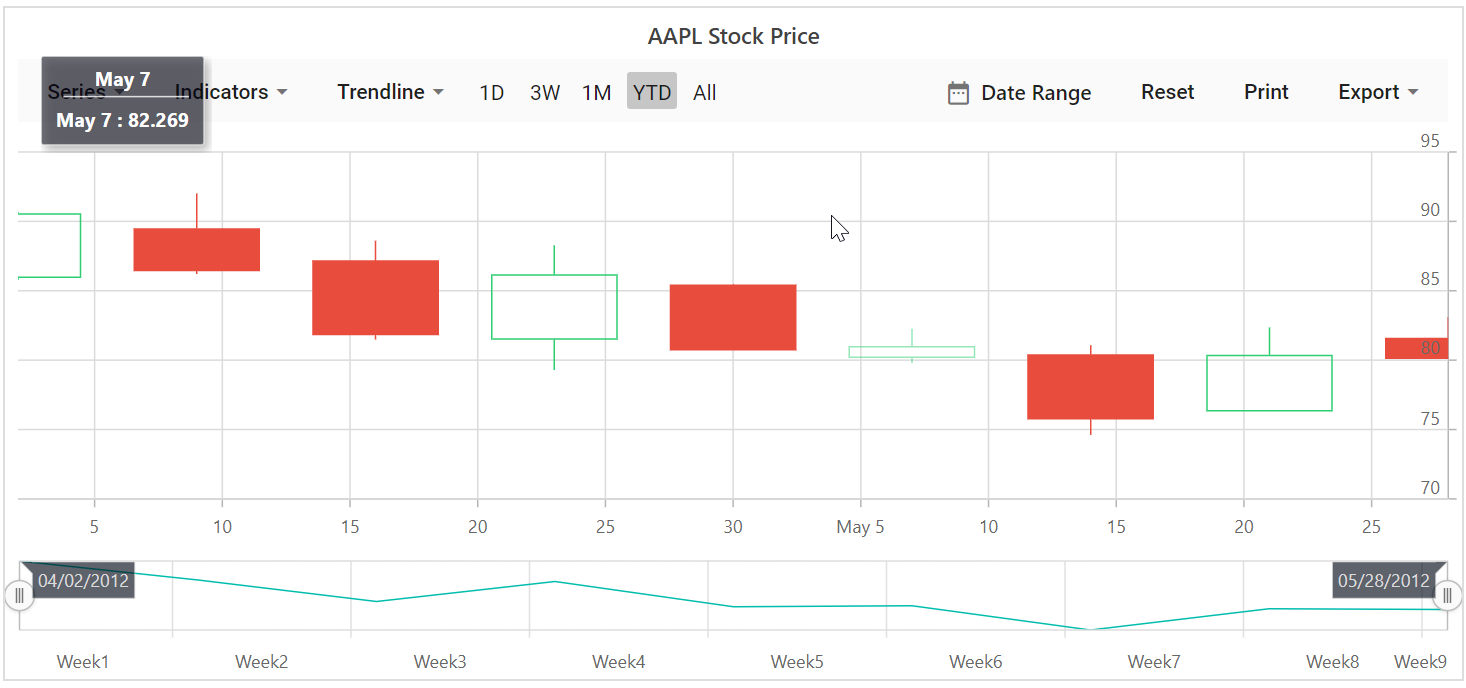 AAPL Stock Price
May 7
May 7 : 82.269
Series Indicators Trendline 1D 3W 1M YTD All Date Range Reset Print Export
95
90
85
80
75
70
5 10 15 20 25 30 May 5 10 15 20 25
04/02/2012 05/28/2012
Week1 Week2 Week3 Week4 Week5 Week6 Week7 Week8 Week9